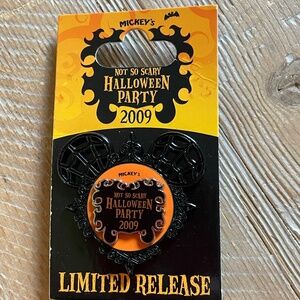 MICKEY'S
NOT SO SCARY
HALLOWEEN
PARTY
2009
MICKEY'S
NOT SO SCARY
HALLOWEEN
PARTY
2009
LIMITED RELEASE